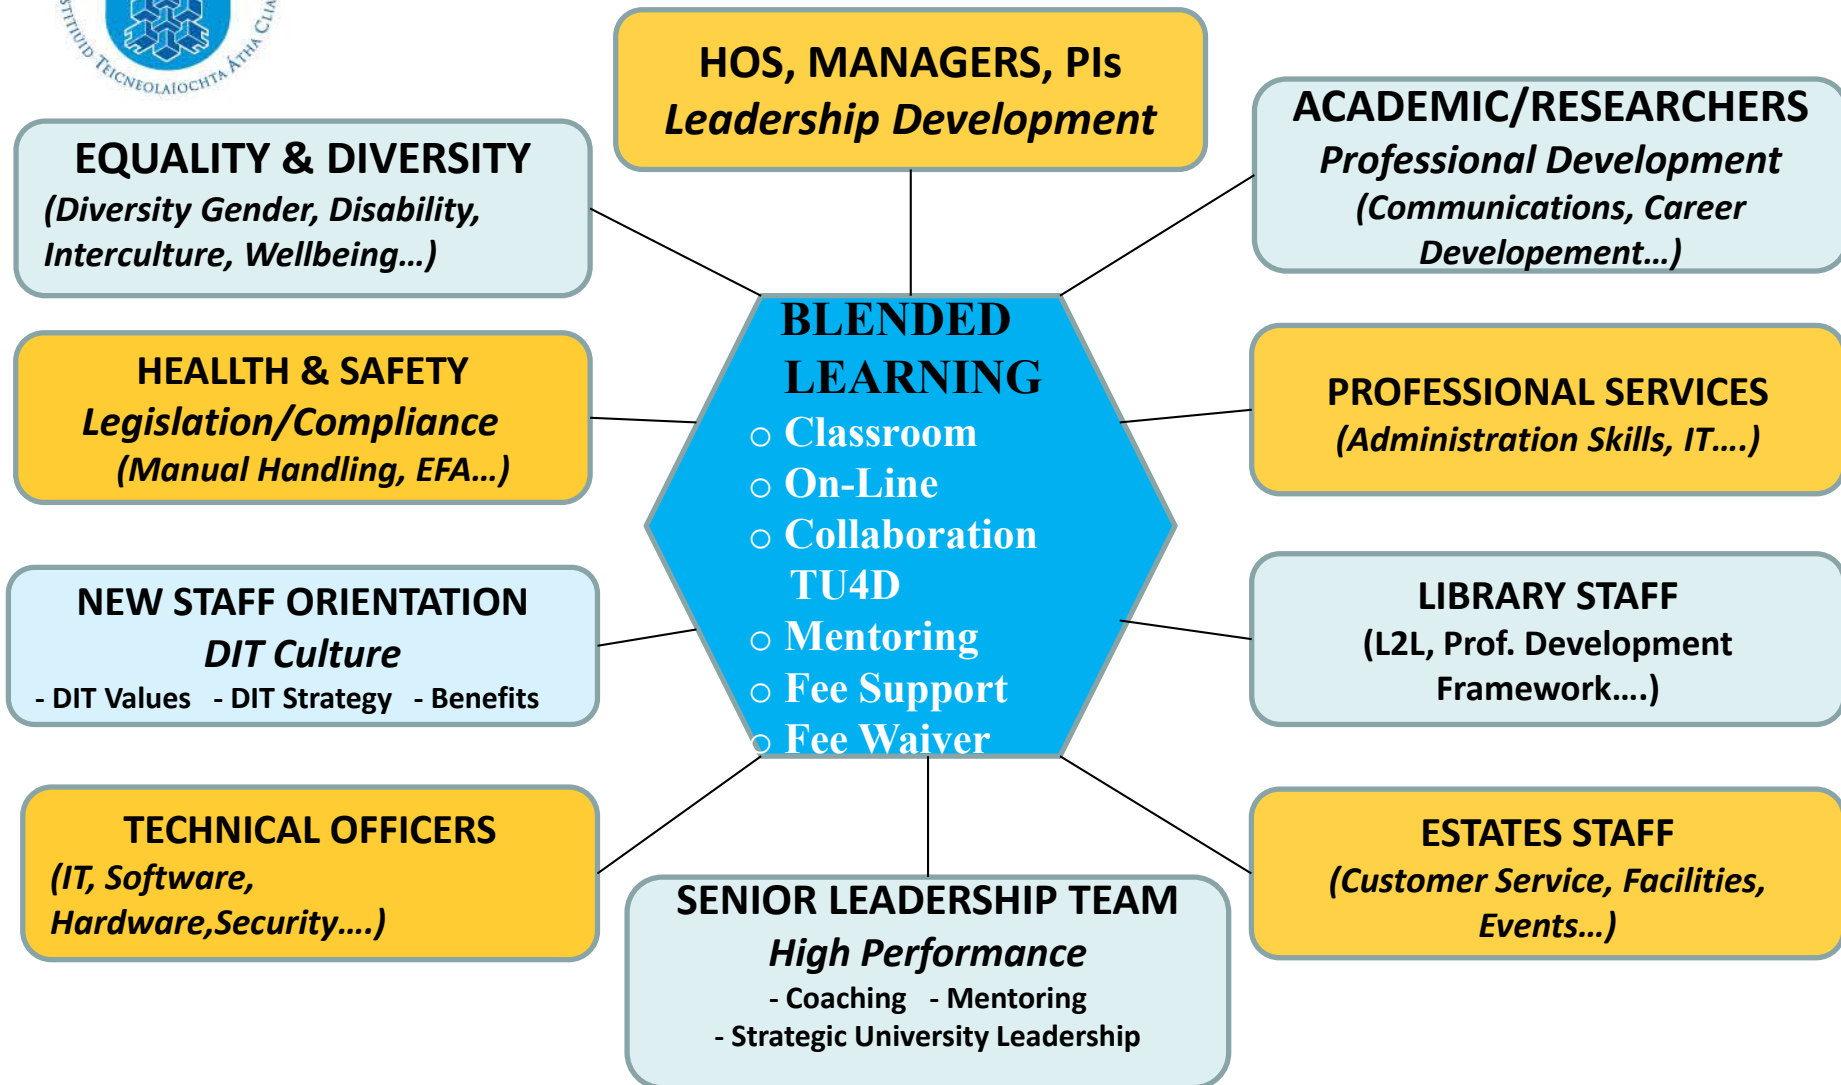 STITIUID TEICNEOLAÍOCHTA ÁTHA CLIA
HOS, MANAGERS, PIs
Leadership Development
ACADEMIC/RESEARCHERS
Professional Development
(Communications, Career
Developement...)
EQUALITY & DIVERSITY
(Diversity Gender, Disability,
Interculture, Wellbeing...)
HEALLTH & SAFETY
Legislation/Compliance
(Manual Handling, EFA...)
BLENDED
LEARNING
○ Classroom
○ On-Line
○ Collaboration
TU4D
○ Mentoring
○ Fee Support
○ Fee Waiver
PROFESSIONAL SERVICES
(Administration Skills, IT....)
NEW STAFF ORIENTATION
DIT Culture
- DIT Values - DIT Strategy - Benefits
LIBRARY STAFF
(L2L, Prof. Development
Framework....)
TECHNICAL OFFICERS
(IT, Software,
Hardware,Security....)
SENIOR LEADERSHIP TEAM
High Performance
- Coaching - Mentoring
- Strategic University Leadership
ESTATES STAFF
(Customer Service, Facilities,
Events...)